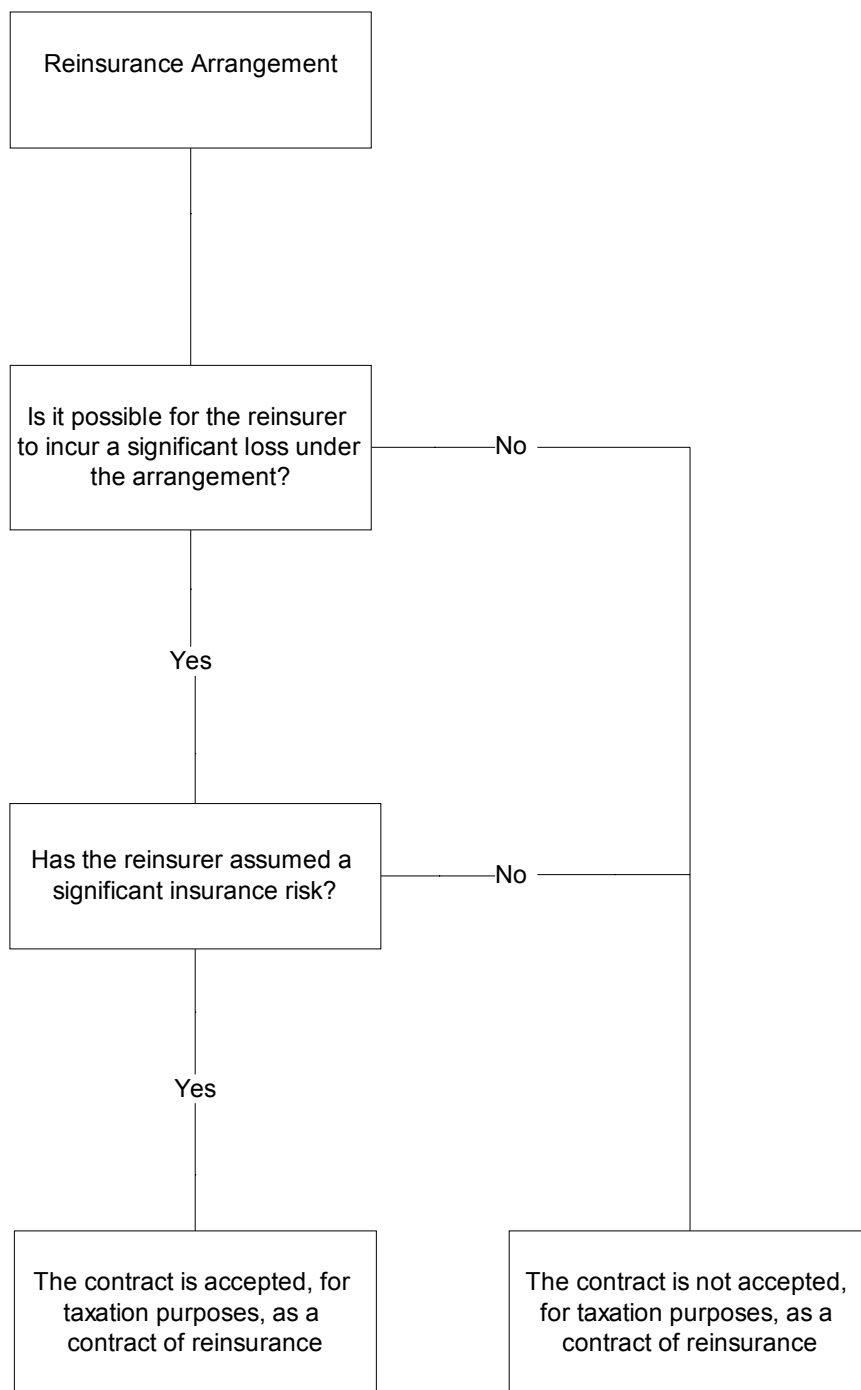 Reinsurance Arrangement
Is it possible for the reinsurer
to incur a significant loss under
the arrangement?
No
Yes
Has the reinsurer assumed a
significant insurance risk?
No
Yes
The contract is accepted, for
taxation purposes, as a
contract of reinsurance
The contract is not accepted,
for taxation purposes, as a
contract of reinsurance